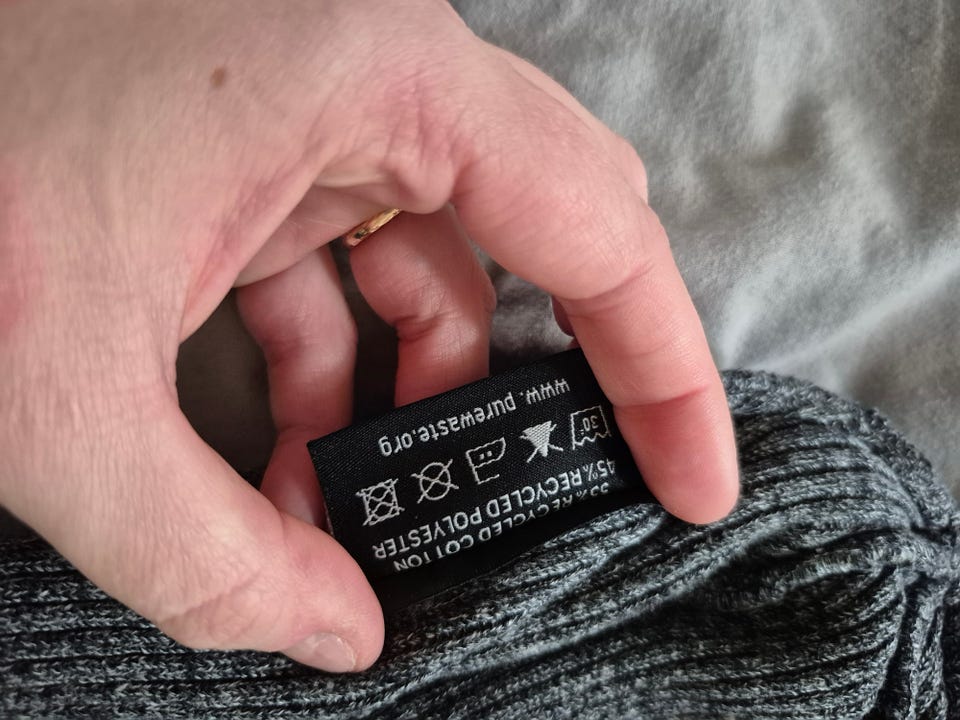 55% RECYCLED COTTON
45% RECYCLED POLYESTER
30°
www. purewaste.org